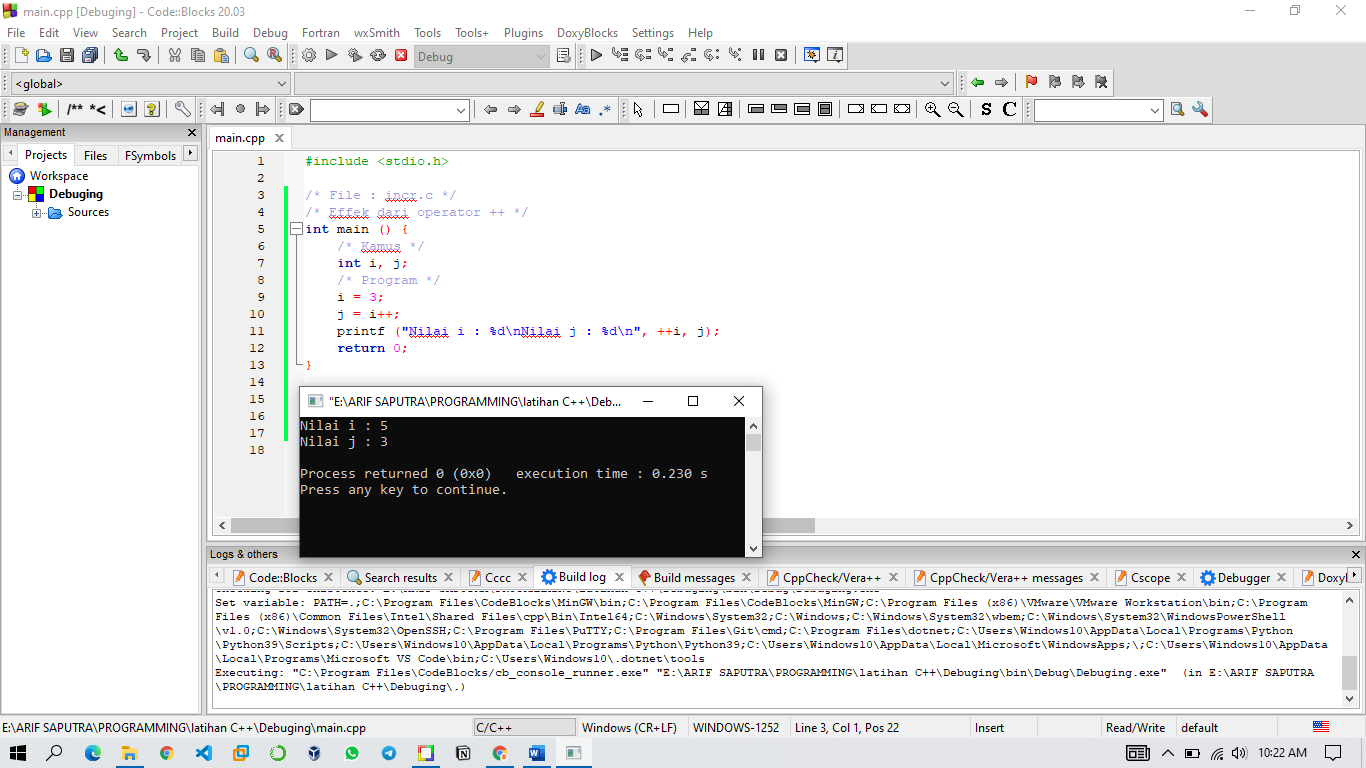 main.cpp [Debuging] - Code::Blocks 20.03
File Edit View Search Project Build Debug Fortran wxSmith Tools Tools+ Plugins DoxyBlocks Settings Help
Debug
<global>
/** *<
Aa .*
S C
Management
main.cpp
Projects Files FSymbols
Workspace
Debuging
Sources
1 #include <stdio.h>
2
3 /* File : incr.c */
4 /* Effek dari operator ++ */
5 int main () {
6 /* Kamus */
7 int i, j;
8 /* Program */
9 i = 3;
10 j = i++;
11 printf ("Nilai i : %d\nNilai j : %d\n", ++i, j);
12 return 0;
13 }
14
15
16
17
18
"E:\ARIF SAPUTRA\PROGRAMMING\latihan C++\Deb...
Nilai i : 5
Nilai j : 3
Process returned 0 (0x0) execution time : 0.230 s
Press any key to continue.
Logs & others
Code::Blocks Search results Cccc Build log Build messages CppCheck/Vera++ CppCheck/Vera++ messages Cscope Debugger Doxyl
Set variable: PATH=.;C:\Program Files\CodeBlocks\MinGW\bin;C:\Program Files\CodeBlocks\MinGW;C:\Program Files (x86)\VMware\VMware Workstation\bin;C:\Program
Files (x86)\Common Files\Intel\Shared Files\cpp\Bin\Intel64;C:\Windows\System32;C:\Windows;C:\Windows\System32\wbem;C:\Windows\System32\WindowsPowerShell
\v1.0;C:\Windows\System32\OpenSSH;C:\Program Files\PuTTY;C:\Program Files\Git\cmd;C:\Program Files\dotnet;C:\Users\Windows10\AppData\Local\Programs\Python
\Python39\Scripts;C:\Users\Windows10\AppData\Local\Programs\Python\Python39;C:\Users\Windows10\AppData\Local\Microsoft\WindowsApps;\;C:\Users\Windows10\AppData
\Local\Programs\Microsoft VS Code\bin;C:\Users\Windows10\.dotnet\tools
Executing: "C:\Program Files\CodeBlocks/cb_console_runner.exe" "E:\ARIF SAPUTRA\PROGRAMMING\latihan C++\Debuging\bin\Debug\Debuging.exe" (in E:\ARIF SAPUTRA
\PROGRAMMING\latihan C++\Debuging\.)
E:\ARIF SAPUTRA\PROGRAMMING\latihan C++\Debuging\main.cpp C/C++ Windows (CR+LF) WINDOWS-1252 Line 3, Col 1, Pos 22 Insert Read/Write default
10:22 AM